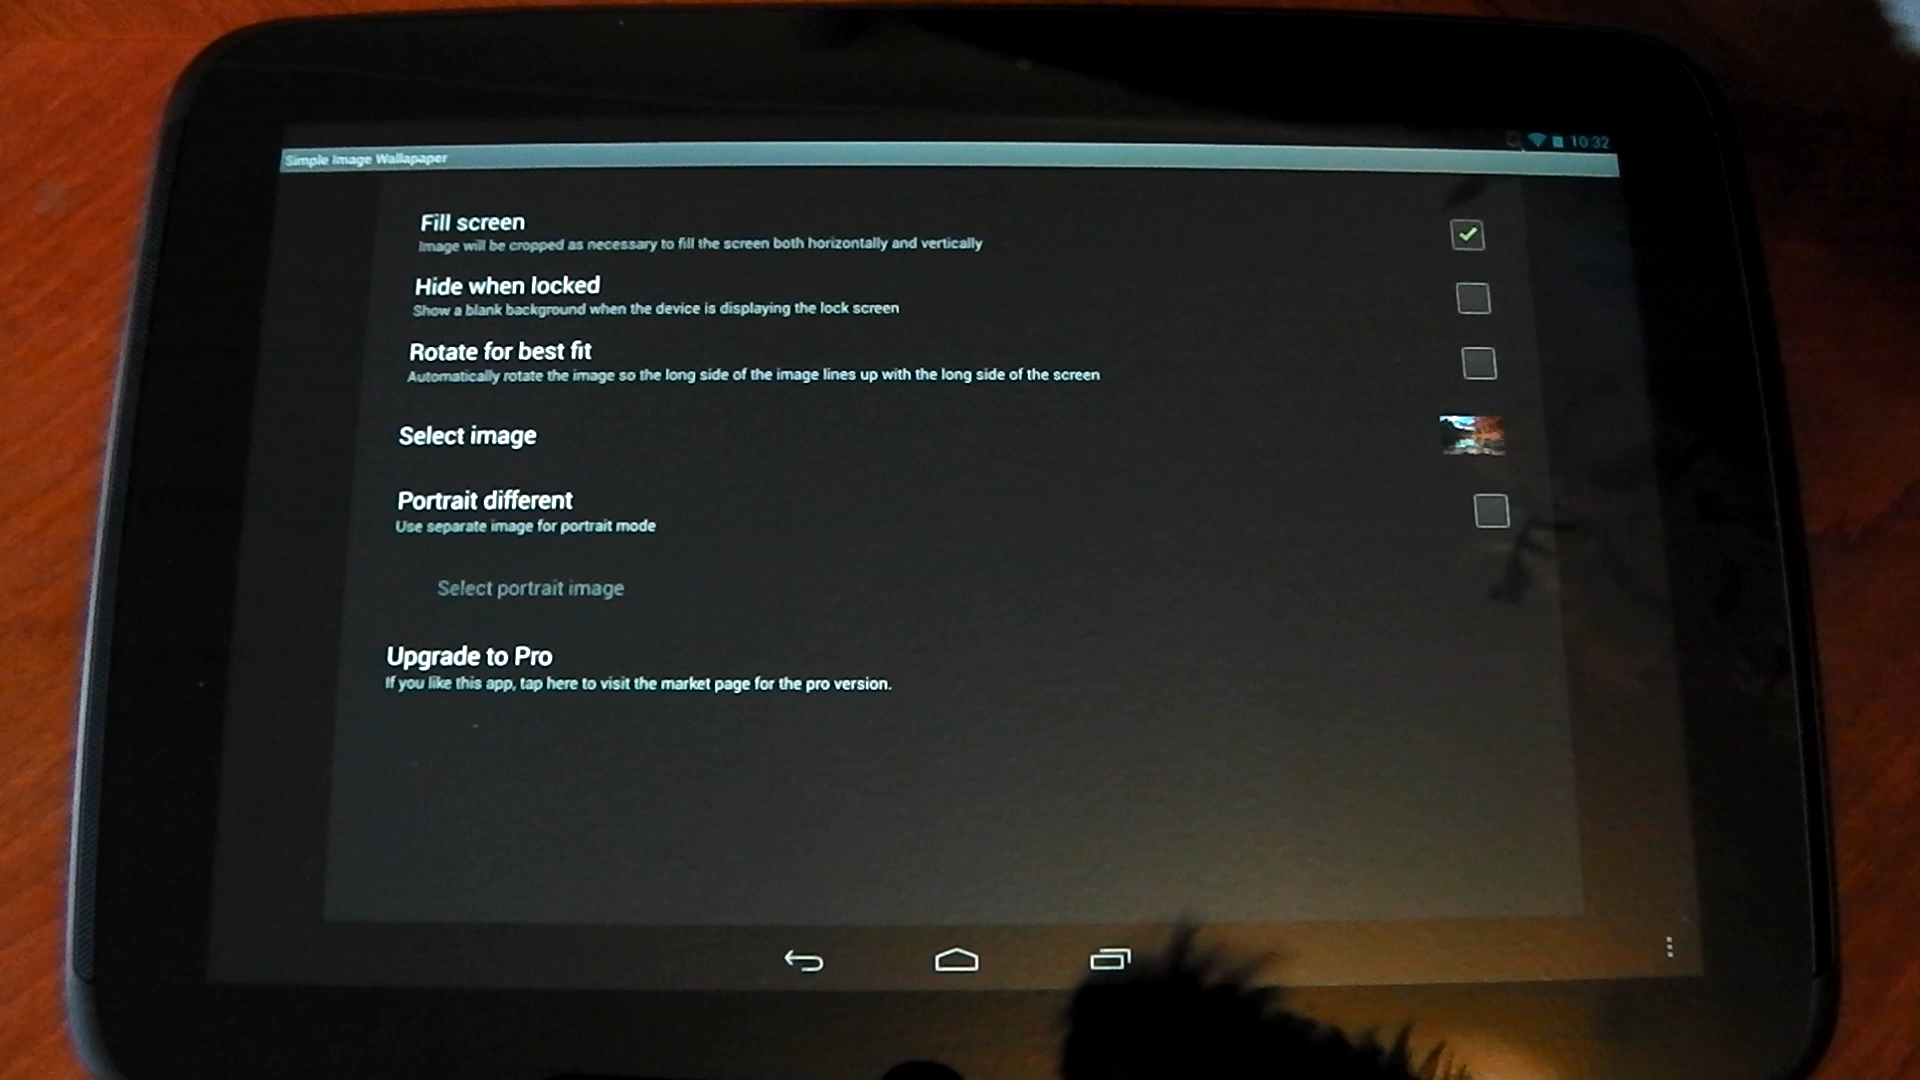 10:32
Simple Image Wallapaper
Fill screen
Image will be cropped as necessary to fill the screen both horizontally and vertically
Hide when locked
Show a blank background when the device is displaying the lock screen
Rotate for best fit
Automatically rotate the image so the long side of the image lines up with the long side of the screen
Select image
Portrait different
Use separate image for portrait mode
Select portrait image
Upgrade to Pro
If you like this app, tap here to visit the market page for the pro version.